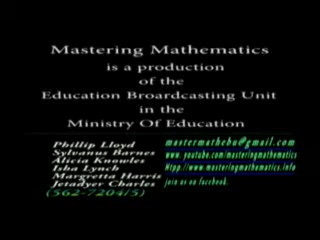 Mastering Mathematics
is a production
of the
Education Broardcasting Unit
in the
Ministry Of Education
Phillip Lloyd
Sylvanus Barnes
Alicia Knowles
Isha Lynch
Margretta Harris
Jetadyer Charles
(562-7204/5)
mastermathebu@gmail.com
www. youtube.com/masteringmathematics
Htpp://www.masteringmathematics.info
join us on facebook.